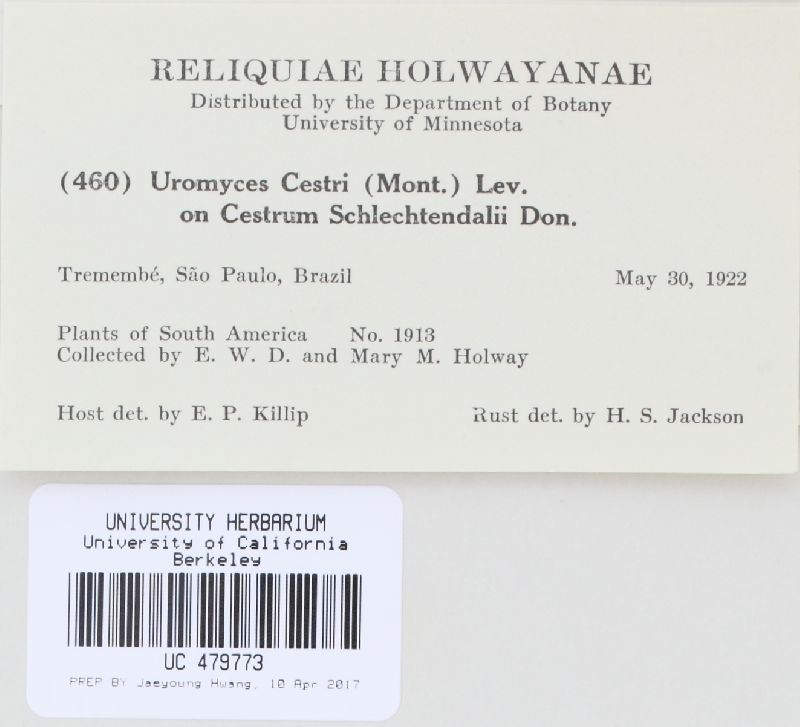 RELIQUIAE HOLWAYANAE
Distributed by the Department of Botany
University of Minnesota
(460) Uromyces Cestri (Mont.) Lev.
on Cestrum Schlechtendalii Don.
Tremembé, São Paulo, Brazil May 30, 1922
Plants of South America No. 1913
Collected by E. W. D. and Mary M. Holway
Host det. by E. P. Killip Rust det. by H. S. Jackson
UNIVERSITY HERBARIUM
University of California
Berkeley
UC 479773
PREP BY Jaeyoung Hwang, 10 Apr 2017